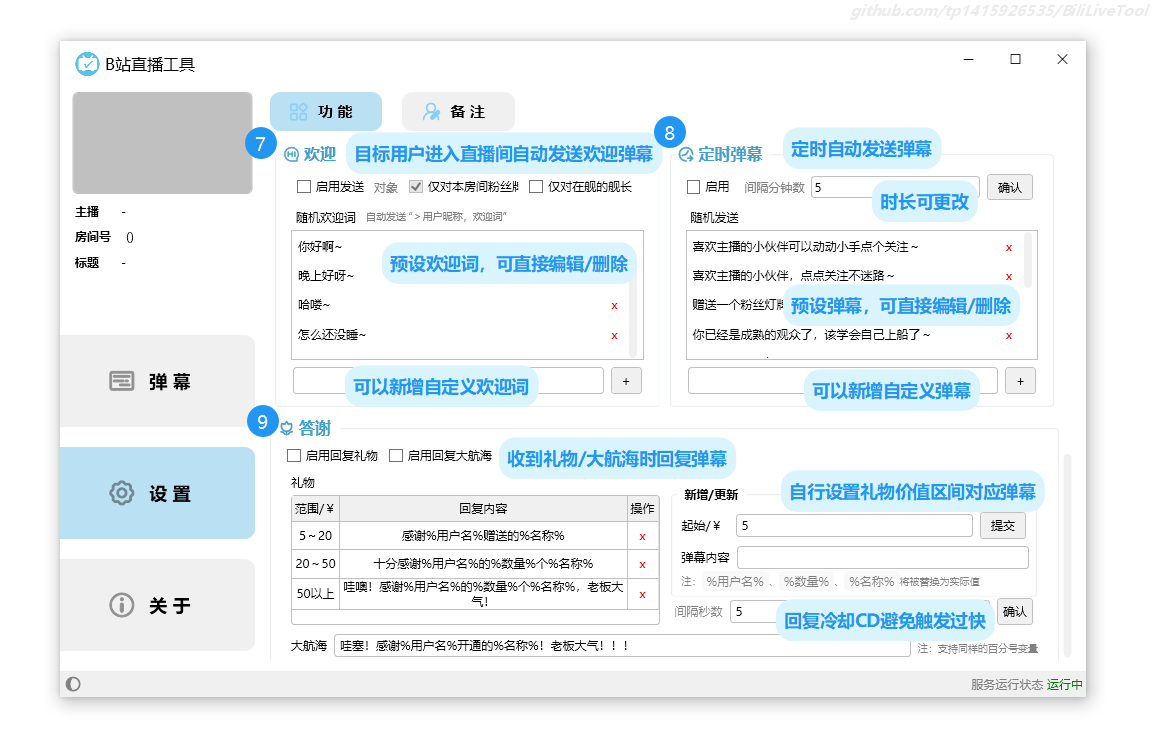 github.com/tp1415926535/BiliLiveTool
B站直播工具
主播 -
房间号 ()
标题 -
弹 幕
设 置
关 于
功 能
备 注
7
欢迎
目标用户进入直播间自动发送欢迎弹幕
启用发送 对象 仅对本房间粉丝牌 仅对在舰的舰长
随机欢迎词 自动发送 “ > 用户昵称，欢迎词”
你好啊~
晚上好呀~
预设欢迎词，可直接编辑/删除
哈喽~ x
怎么还没睡~ x
可以新增自定义欢迎词 +
8
定时弹幕
定时自动发送弹幕
启用 间隔分钟数 5 确认
时长可更改
随机发送
喜欢主播的小伙伴可以动动小手点个关注～ x
喜欢主播的小伙伴，点点关注不迷路～ x
赠送一个粉丝灯牌
预设弹幕，可直接编辑/删除
你已经是成熟的观众了，该学会自己上船了～ x
可以新增自定义弹幕 +
9
答谢
启用回复礼物 启用回复大航海
收到礼物/大航海时回复弹幕
礼物
范围/￥ 回复内容 操作
5～20 感谢%用户名%赠送的%名称% x
20～50 十分感谢%用户名%的%数量%个%名称% x
50以上 哇噢！感谢%用户名%的%数量%个%名称%，老板大
气! x
新增/更新
自行设置礼物价值区间对应弹幕
起始/￥ 5 提交
弹幕内容
注： %用户名% 、 %数量% 、 %名称% 将被替换为实际值
间隔秒数 5 确认
回复冷却CD避免触发过快
大航海 哇塞！感谢%用户名%开通的%名称%！老板大气！！！
注：支持同样的百分号变量
服务运行状态 运行中